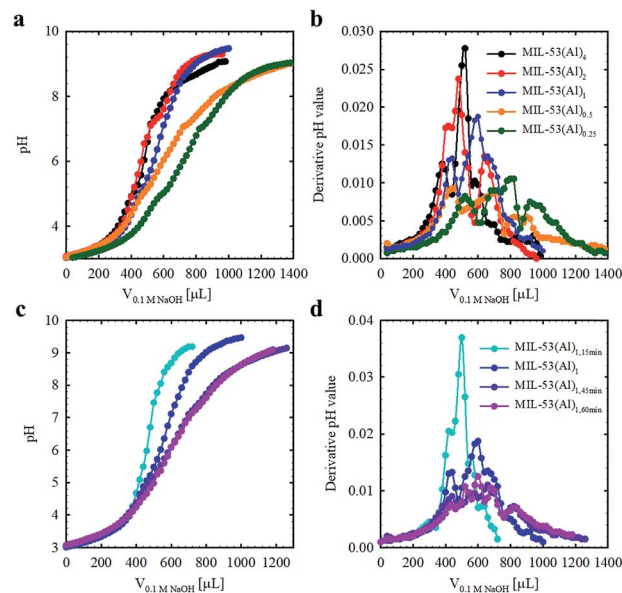 a
b
9
8
7
6
5
4
3
pH
0 200 400 600 800 1000 1200 1400
V0.1 M NaOH [µL]
0.030
0.025
0.020
0.015
0.010
0.005
0.000
Derivative pH value
MIL-53(Al)4
MIL-53(Al)2
MIL-53(Al)1
MIL-53(Al)0.5
MIL-53(Al)0.25
0 200 400 600 800 1000 1200 1400
V0.1 M NaOH [µL]
c
d
10
9
8
7
6
5
4
3
pH
0 200 400 600 800 1000 1200
V0.1 M NaOH [µL]
0.04
0.03
0.02
0.01
0.00
Derivative pH value
MIL-53(Al)1,15min
MIL-53(Al)1
MIL-53(Al)1,45min
MIL-53(Al)1,60min
0 200 400 600 800 1000 1200
V0.1 M NaOH [µL]